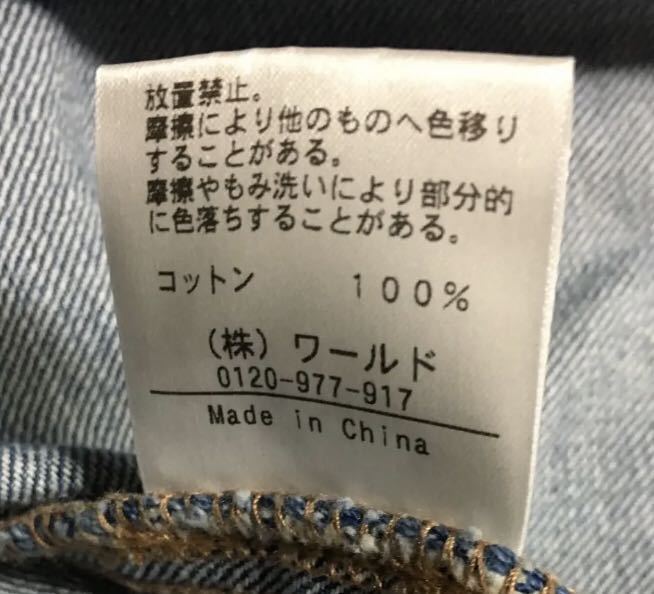 放置禁止。
摩擦により他のものへ色移り
することがある。
摩擦やもみ洗いにより部分的
に色落ちすることがある。
コットン 100%
(株) ワールド
0120-977-917
Made in China